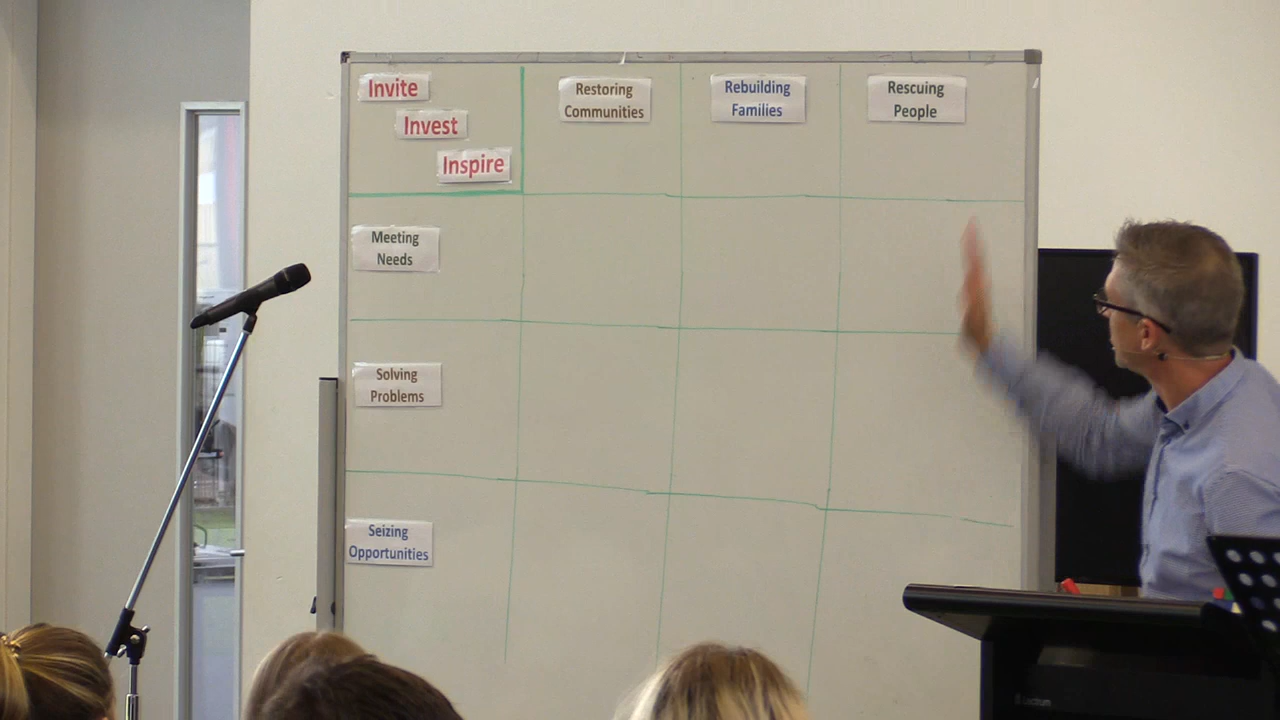 Invite
Invest
Inspire
Restoring
Communities
Rebuilding
Families
Rescuing
People
Meeting
Needs
Solving
Problems
Seizing
Opportunities